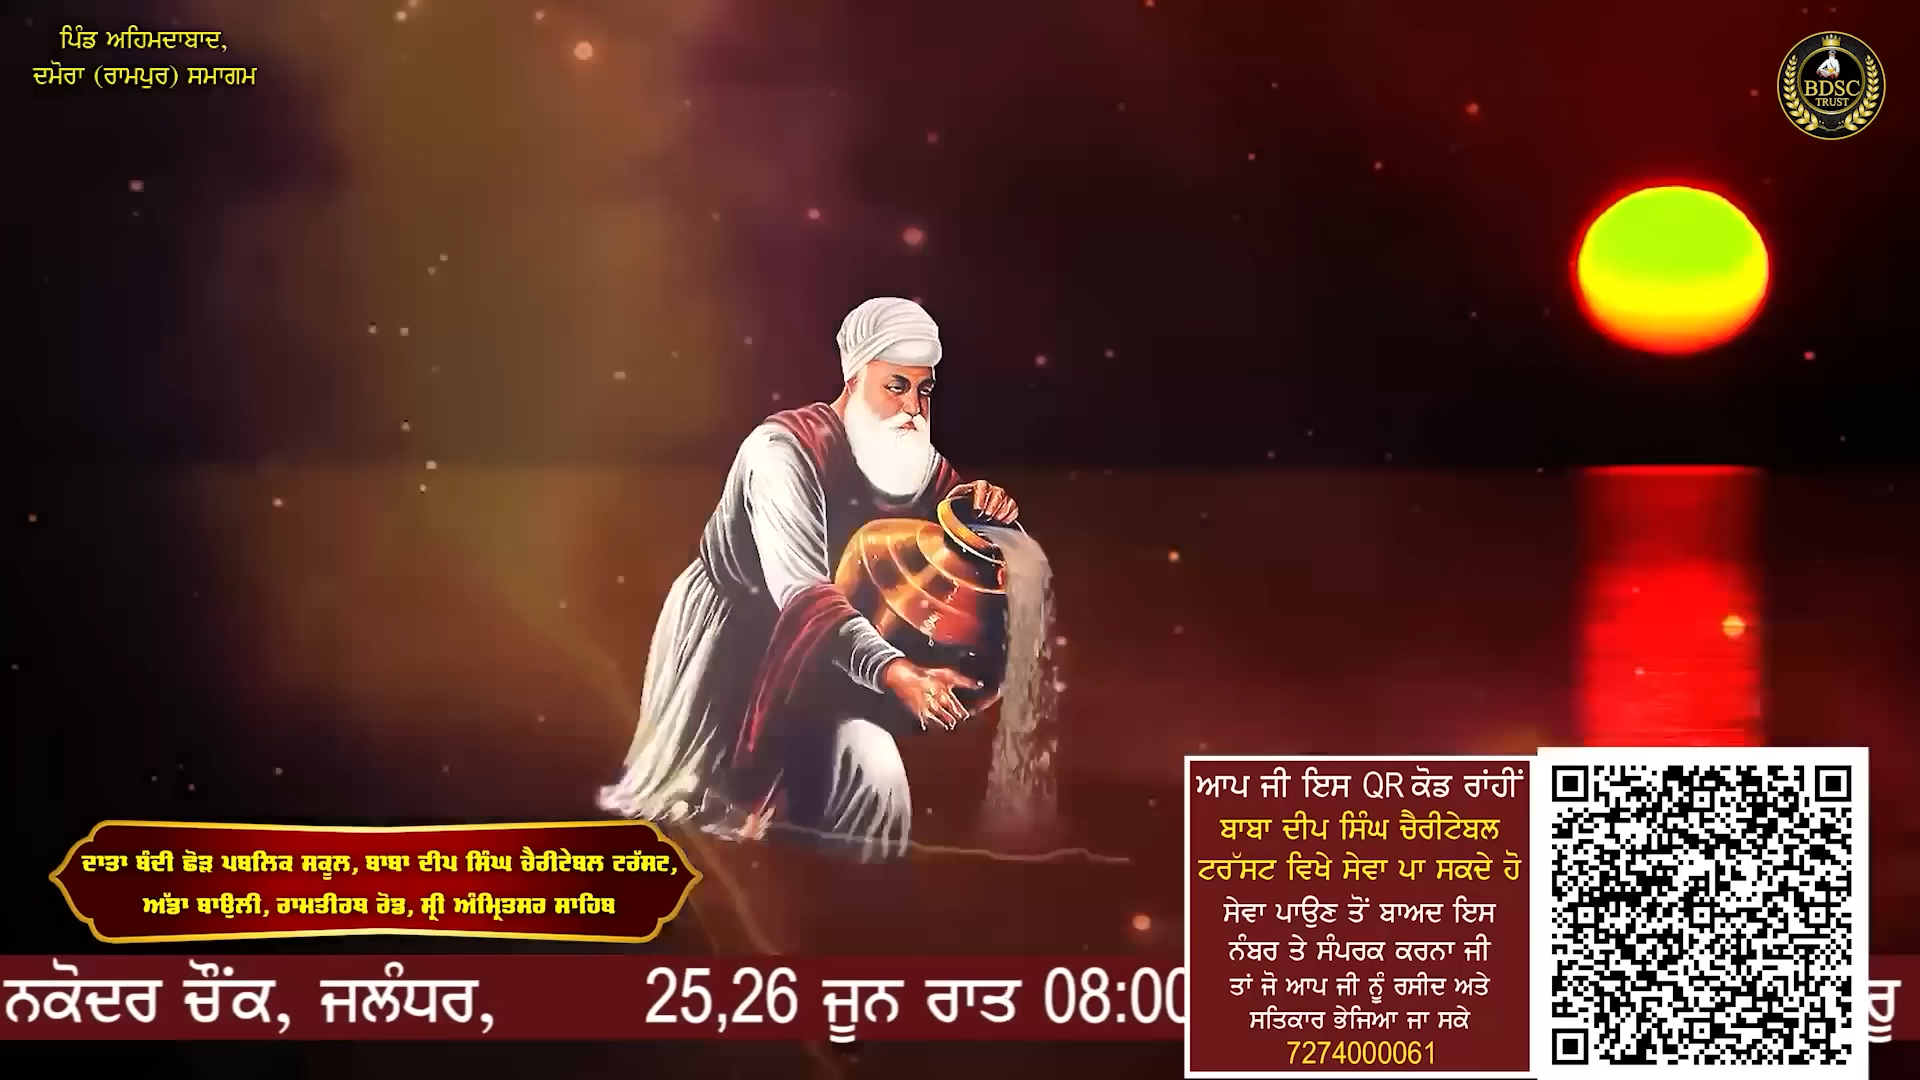 ਪਿੰਡ ਅਹਿਮਦਾਬਾਦ,
ਦਮੋਰਾ (ਰਾਮਪੁਰ) ਸਮਾਗਮ
BDSC
TRUST
ਦਾਤਾ ਬੰਦੀ ਛੋੜ ਪਬਲਿਕ ਸਕੂਲ, ਬਾਬਾ ਦੀਪ ਸਿੰਘ ਚੈਰੀਟੇਬਲ ਟਰੱਸਟ,
ਅੱਡਾ ਬਾਉਲੀ, ਰਾਮਤੀਰਥ ਰੋਡ, ਸ੍ਰੀ ਅੰਮ੍ਰਿਤਸਰ ਸਾਹਿਬ
ਆਪ ਜੀ ਇਸ QR ਕੋਡ ਰਾਂਹੀਂ
ਬਾਬਾ ਦੀਪ ਸਿੰਘ ਚੈਰੀਟੇਬਲ
ਟਰੱਸਟ ਵਿਖੇ ਸੇਵਾ ਪਾ ਸਕਦੇ ਹੋ
ਸੇਵਾ ਪਾਉਣ ਤੋਂ ਬਾਅਦ ਇਸ
ਨੰਬਰ ਤੇ ਸੰਪਰਕ ਕਰਨਾ ਜੀ
ਤਾਂ ਜੋ ਆਪ ਜੀ ਨੂੰ ਰਸੀਦ ਅਤੇ
ਸਤਿਕਾਰ ਭੇਜਿਆ ਜਾ ਸਕੇ
7274000061
ਨਕੋਦਰ ਚੌਂਕ, ਜਲੰਧਰ, 25,26 ਜੂਨ ਰਾਤ 08:00